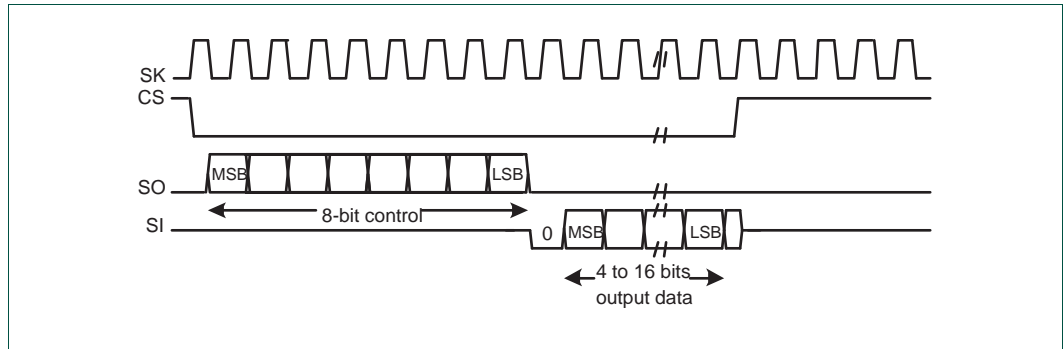 SK
CS
SO
MSB LSB
8-bit control
SI
0 MSB LSB
4 to 16 bits
output data